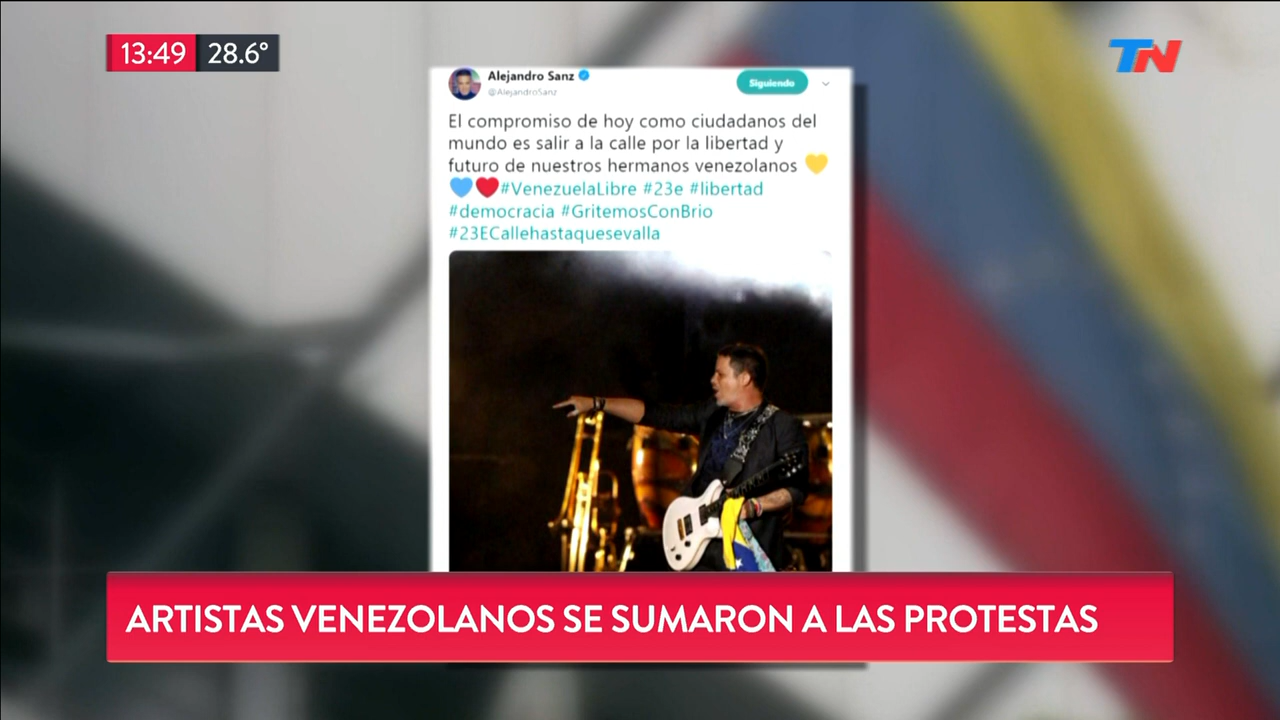 13:49 28.6°
TN
Alejandro Sanz
@AlejandroSanz
Siguiendo
El compromiso de hoy como ciudadanos del
mundo es salir a la calle por la libertad y
futuro de nuestros hermanos venezolanos 💛
💙❤️#VenezuelaLibre #23e #libertad
#democracia #GritemosConBrio
#23ECallehastaquesevalla
ARTISTAS VENEZOLANOS SE SUMARON A LAS PROTESTAS